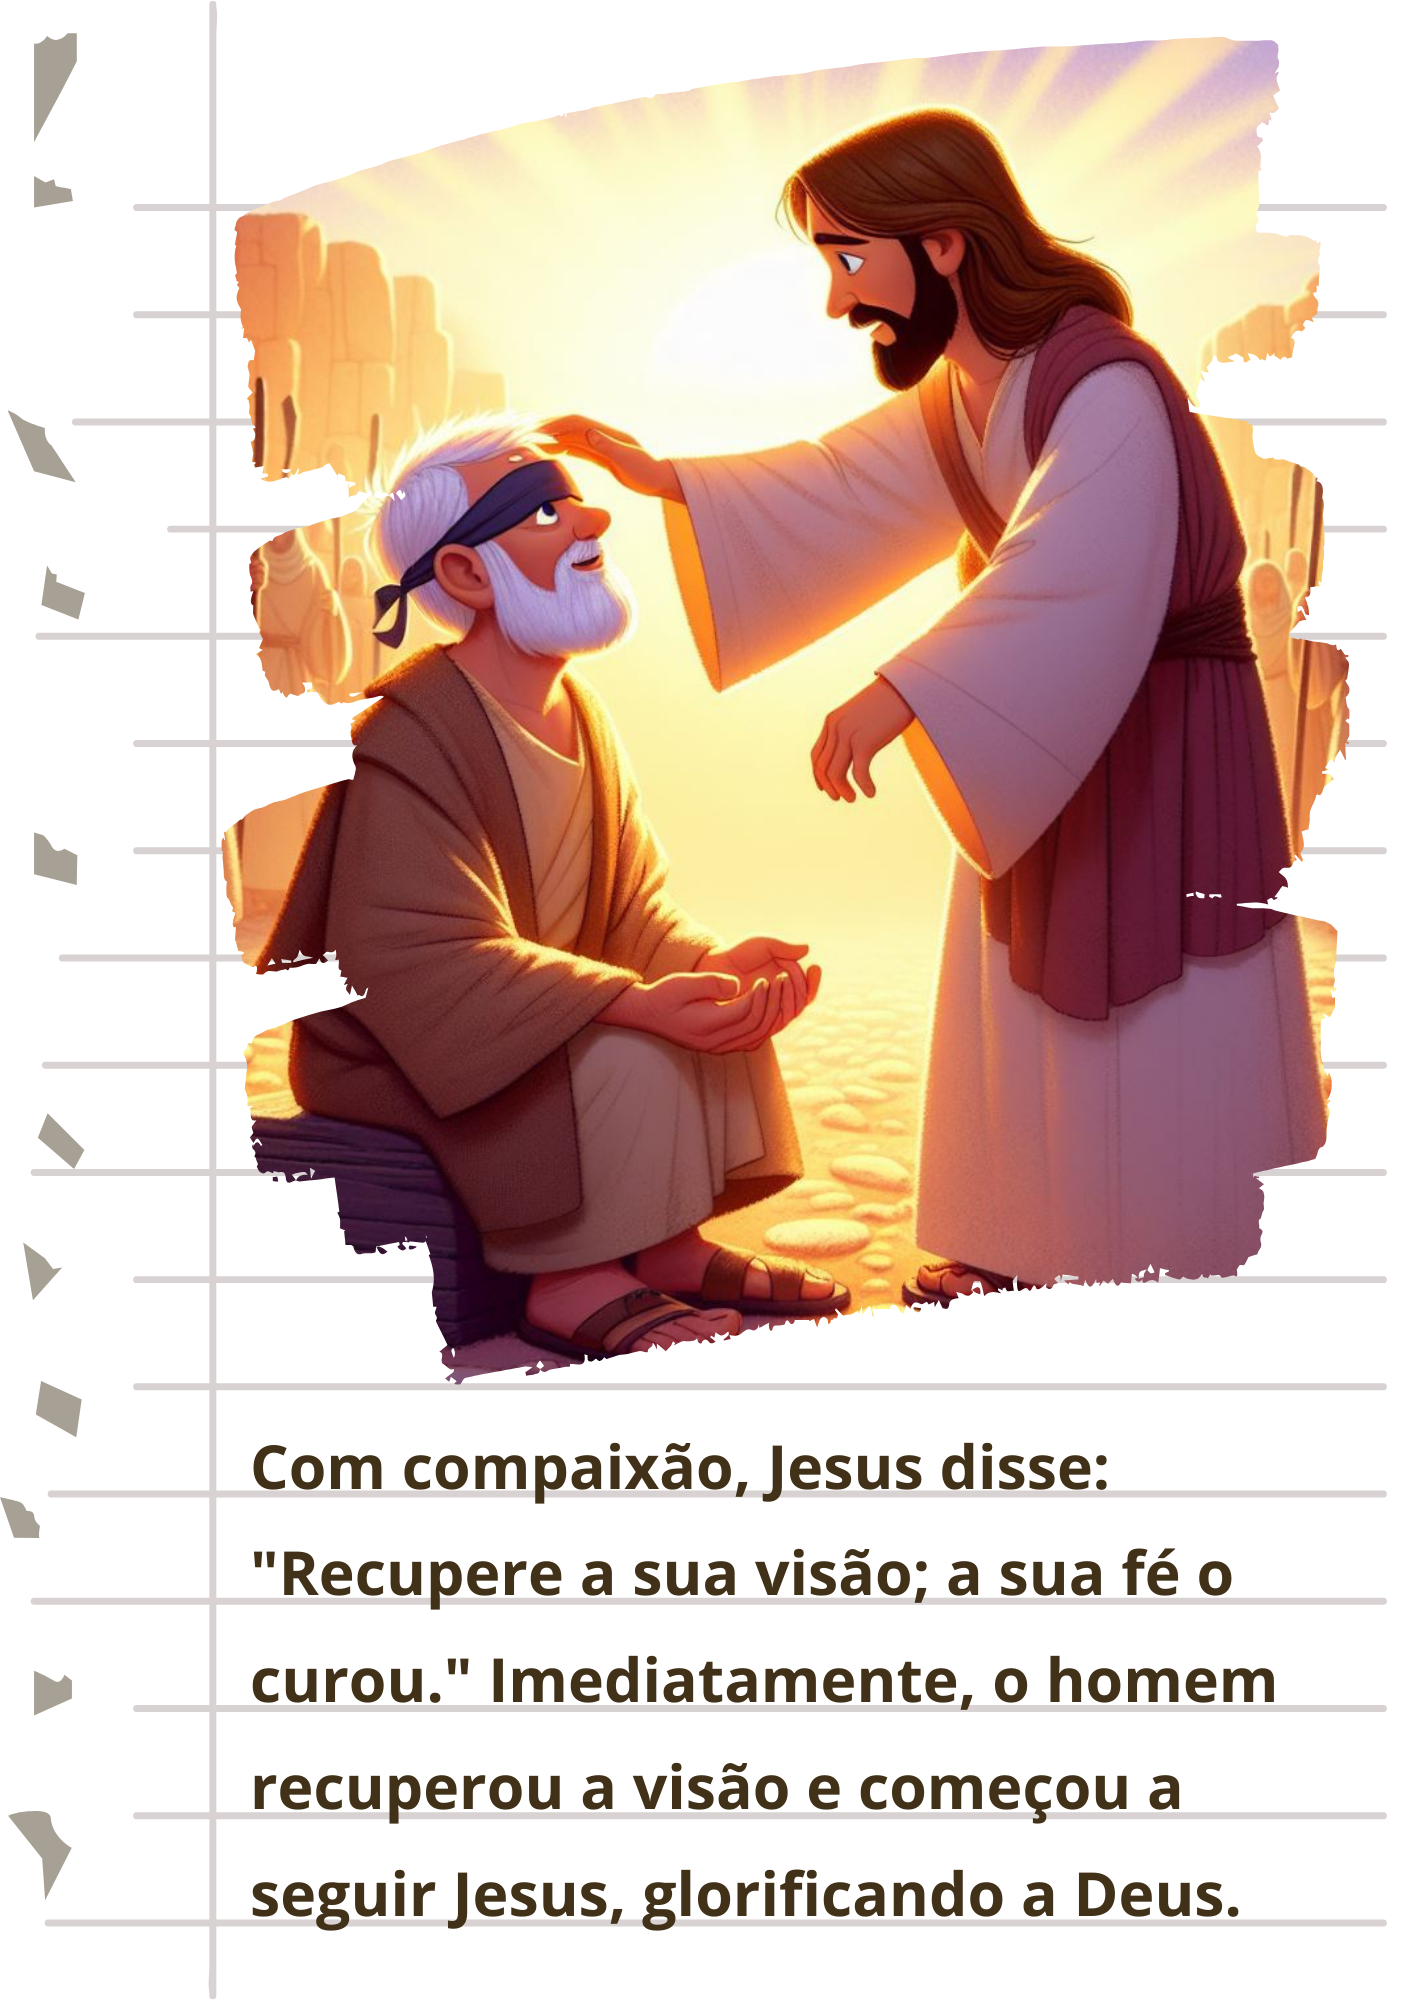 Com compaixão, Jesus disse:
"Recupere a sua visão; a sua fé o
curou." Imediatamente, o homem
recuperou a visão e começou a
seguir Jesus, glorificando a Deus.